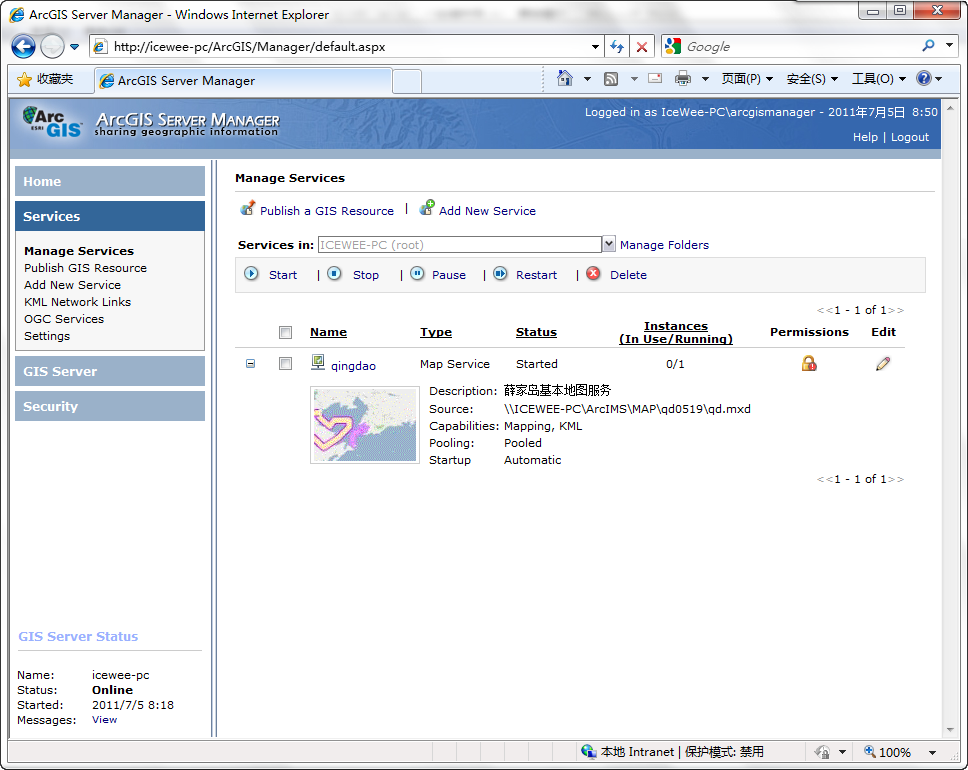 ArcGIS Server Manager - Windows Internet Explorer
http://icewee-pc/ArcGIS/Manager/default.aspx
Google
收藏夹
ArcGIS Server Manager
页面(P)
安全(S)
工具(O)
Arc
ESRI GIS
ArcGIS Server Manager
sharing geographic information
Logged in as IceWee-PC\arcgismanager - 2011年7月5日 8:50
Help | Logout
Home
Services
Manage Services
Publish GIS Resource
Add New Service
KML Network Links
OGC Services
Settings
GIS Server
Security
GIS Server Status
Name: icewee-pc
Status: Online
Started: 2011/7/5 8:18
Messages: View
Manage Services
Publish a GIS Resource | Add New Service
Services in: ICEWEE-PC (root) Manage Folders
Start | Stop | Pause | Restart | Delete
<<1 - 1 of 1>>
Name Type Status Instances (In Use/Running) Permissions Edit
qingdao Map Service Started 0/1
Description: 薛家岛基本地图服务
Source: \\ICEWEE-PC\ArcIMS\MAP\qd0519\qd.mxd
Capabilities: Mapping, KML
Pooling: Pooled
Startup Automatic
<<1 - 1 of 1>>
本地 Intranet | 保护模式: 禁用
100%